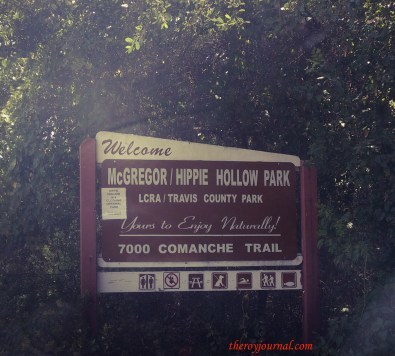 Welcome
McGREGOR / HIPPIE HOLLOW PARK
LCRA / TRAVIS COUNTY PARK
Yours to Enjoy Naturally!
7000 COMANCHE TRAIL
theroyjournal.com